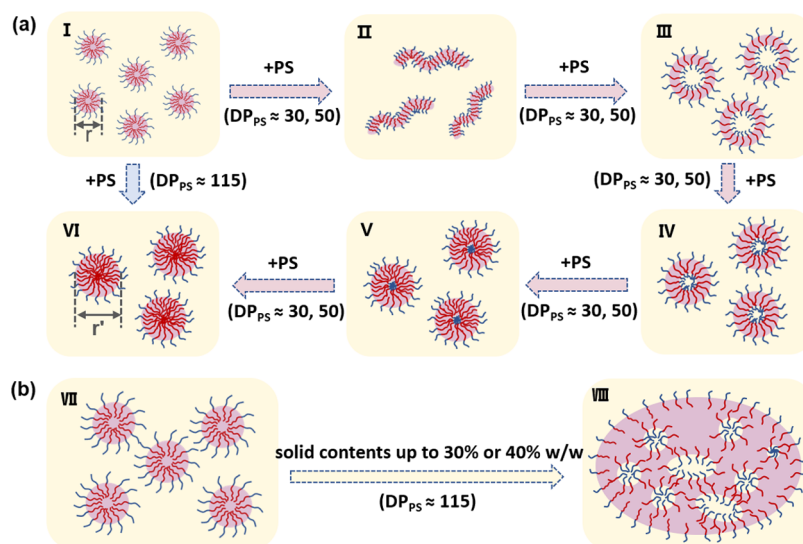 (a)
Ⅰ
Ⅱ
Ⅲ
+PS
+PS
(DP_PS ≈ 30, 50)
(DP_PS ≈ 30, 50)
r
+PS
(DP_PS ≈ 115)
(DP_PS ≈ 30, 50)
+PS
Ⅵ
Ⅴ
Ⅳ
+PS
+PS
(DP_PS ≈ 30, 50)
(DP_PS ≈ 30, 50)
r'
(b)
Ⅶ
Ⅷ
solid contents up to 30% or 40% w/w
(DP_PS ≈ 115)